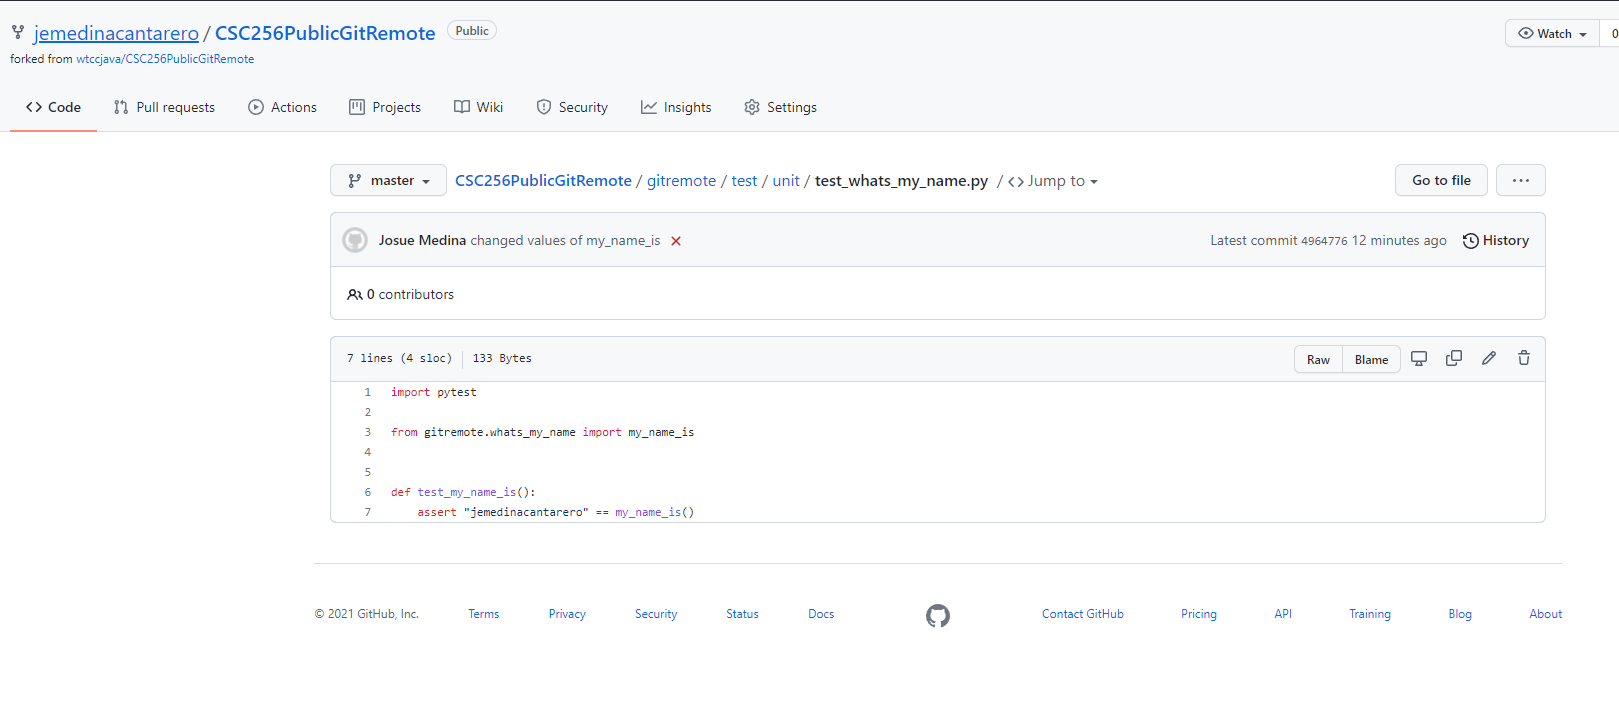 jemedinacantarero / CSC256PublicGitRemote Public
Watch 0
forked from wtccjava/CSC256PublicGitRemote
Code Pull requests Actions Projects Wiki Security Insights Settings
master CSC256PublicGitRemote / gitremote / test / unit / test_whats_my_name.py / <> Jump to
Go to file ...
Josue Medina changed values of my_name_is
Latest commit 4964776 12 minutes ago History
0 contributors
7 lines (4 sloc) 133 Bytes
Raw Blame
1 import pytest
2
3 from gitremote.whats_my_name import my_name_is
4
5
6 def test_my_name_is():
7 assert "jemedinacantarero" == my_name_is()
© 2021 GitHub, Inc. Terms Privacy Security Status Docs Contact GitHub Pricing API Training Blog About